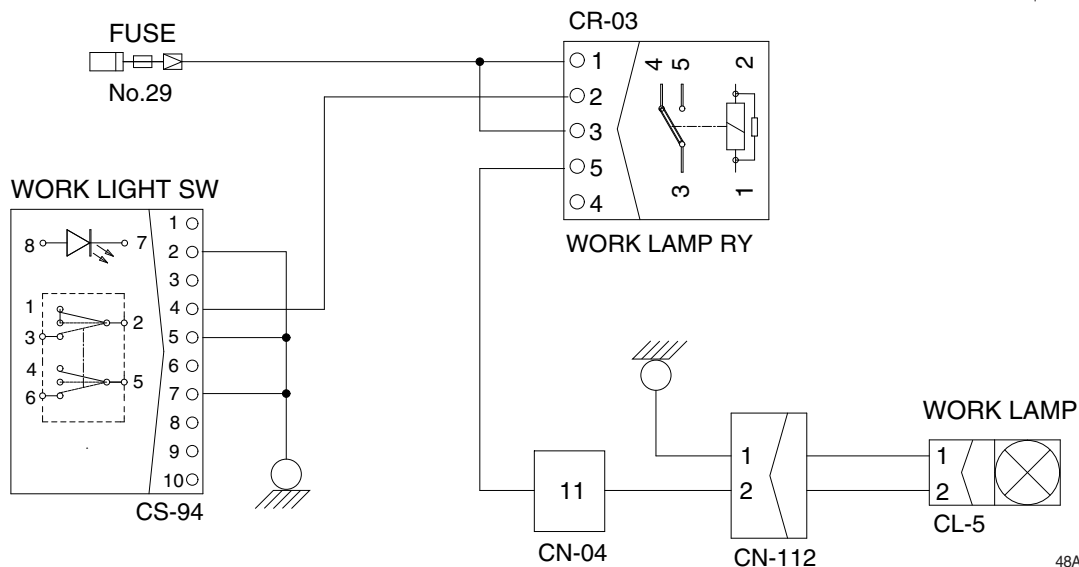 CR-03
FUSE
No.29
1
2
3
5
4
4 5 2
3 1
WORK LAMP RY
WORK LIGHT SW
1
2
3
4
5
6
7
8
9
10
8 7
1
2
3
4
5
6
CS-94
11
CN-04
1
2
CN-112
WORK LAMP
1
2
CL-5
48A